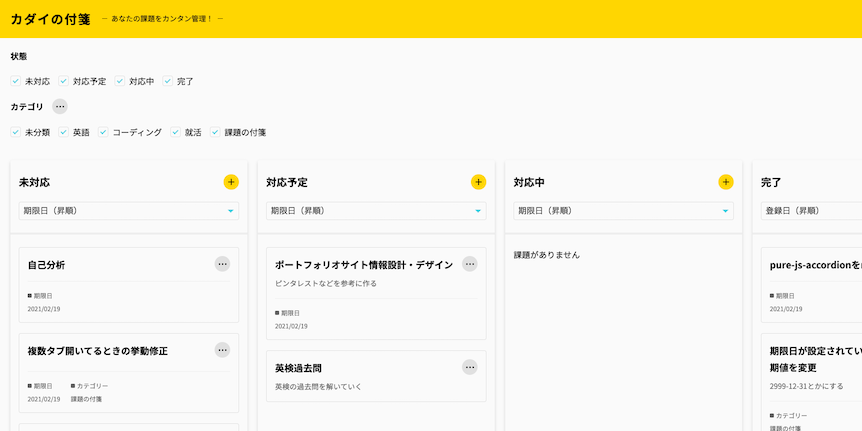 カダイの付箋 ー あなたの課題をカンタン管理！ ー
状態
未対応 対応予定 対応中 完了
カテゴリ ...
未分類 英語 コーディング 就活 課題の付箋
未対応 +
期限日（昇順）
自己分析 ...
期限日
2021/02/19
複数タブ開いてるときの挙動修正 ...
期限日 カテゴリー
2021/02/19 課題の付箋
対応予定 +
期限日（昇順）
ポートフォリオサイト情報設計・デザイン ...
ピンタレストなどを参考に作る
期限日
2021/02/19
英検過去問 ...
英検の過去問を解いていく
対応中 +
期限日（昇順）
課題がありません
完了
登録日（昇順）
pure-js-accordionを
期限日
2021/02/19
期限日が設定されてい
期値を変更
2999-12-31とかにする
カテゴリー
課題の付箋